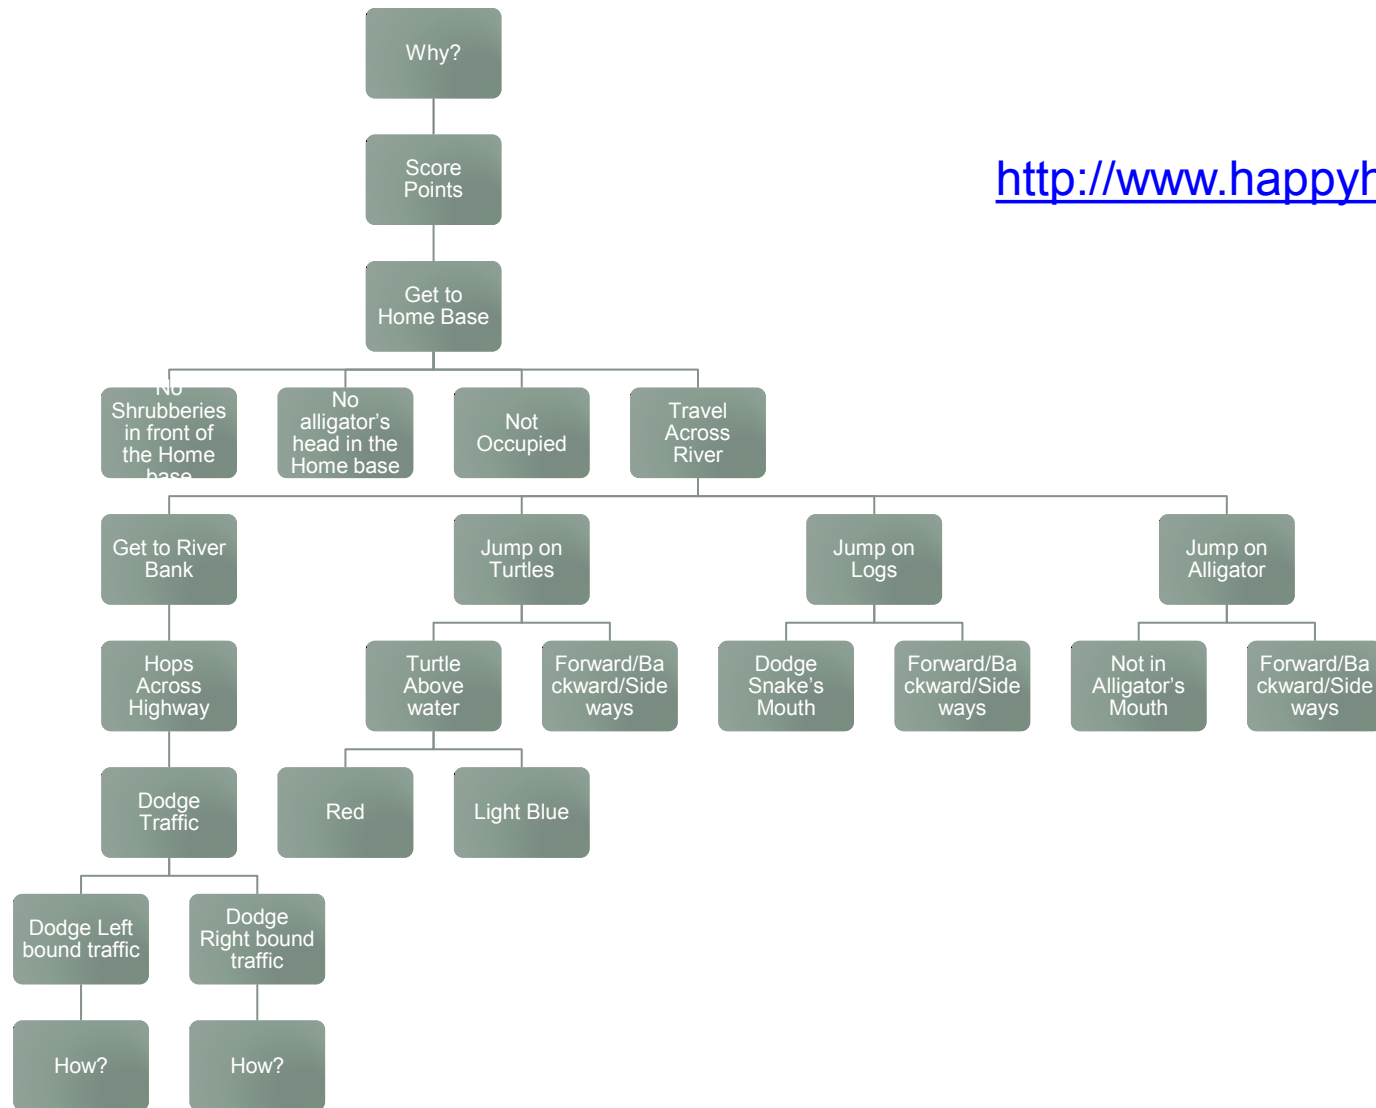 Why?
http://www.happyh
Score
Points
Get to
Home Base
No
Shrubberies
in front of
the Home
base
No
alligator's
head in the
Home base
Not
Occupied
Travel
Across
River
Get to River
Bank
Jump on
Turtles
Jump on
Logs
Jump on
Alligator
Hops
Across
Highway
Turtle
Above
water
Forward/Ba
ckward/Side
ways
Dodge
Snake's
Mouth
Forward/Ba
ckward/Side
ways
Not in
Alligator's
Mouth
Forward/Ba
ckward/Side
ways
Dodge
Traffic
Red
Light Blue
Dodge Left
bound traffic
Dodge
Right bound
traffic
How?
How?